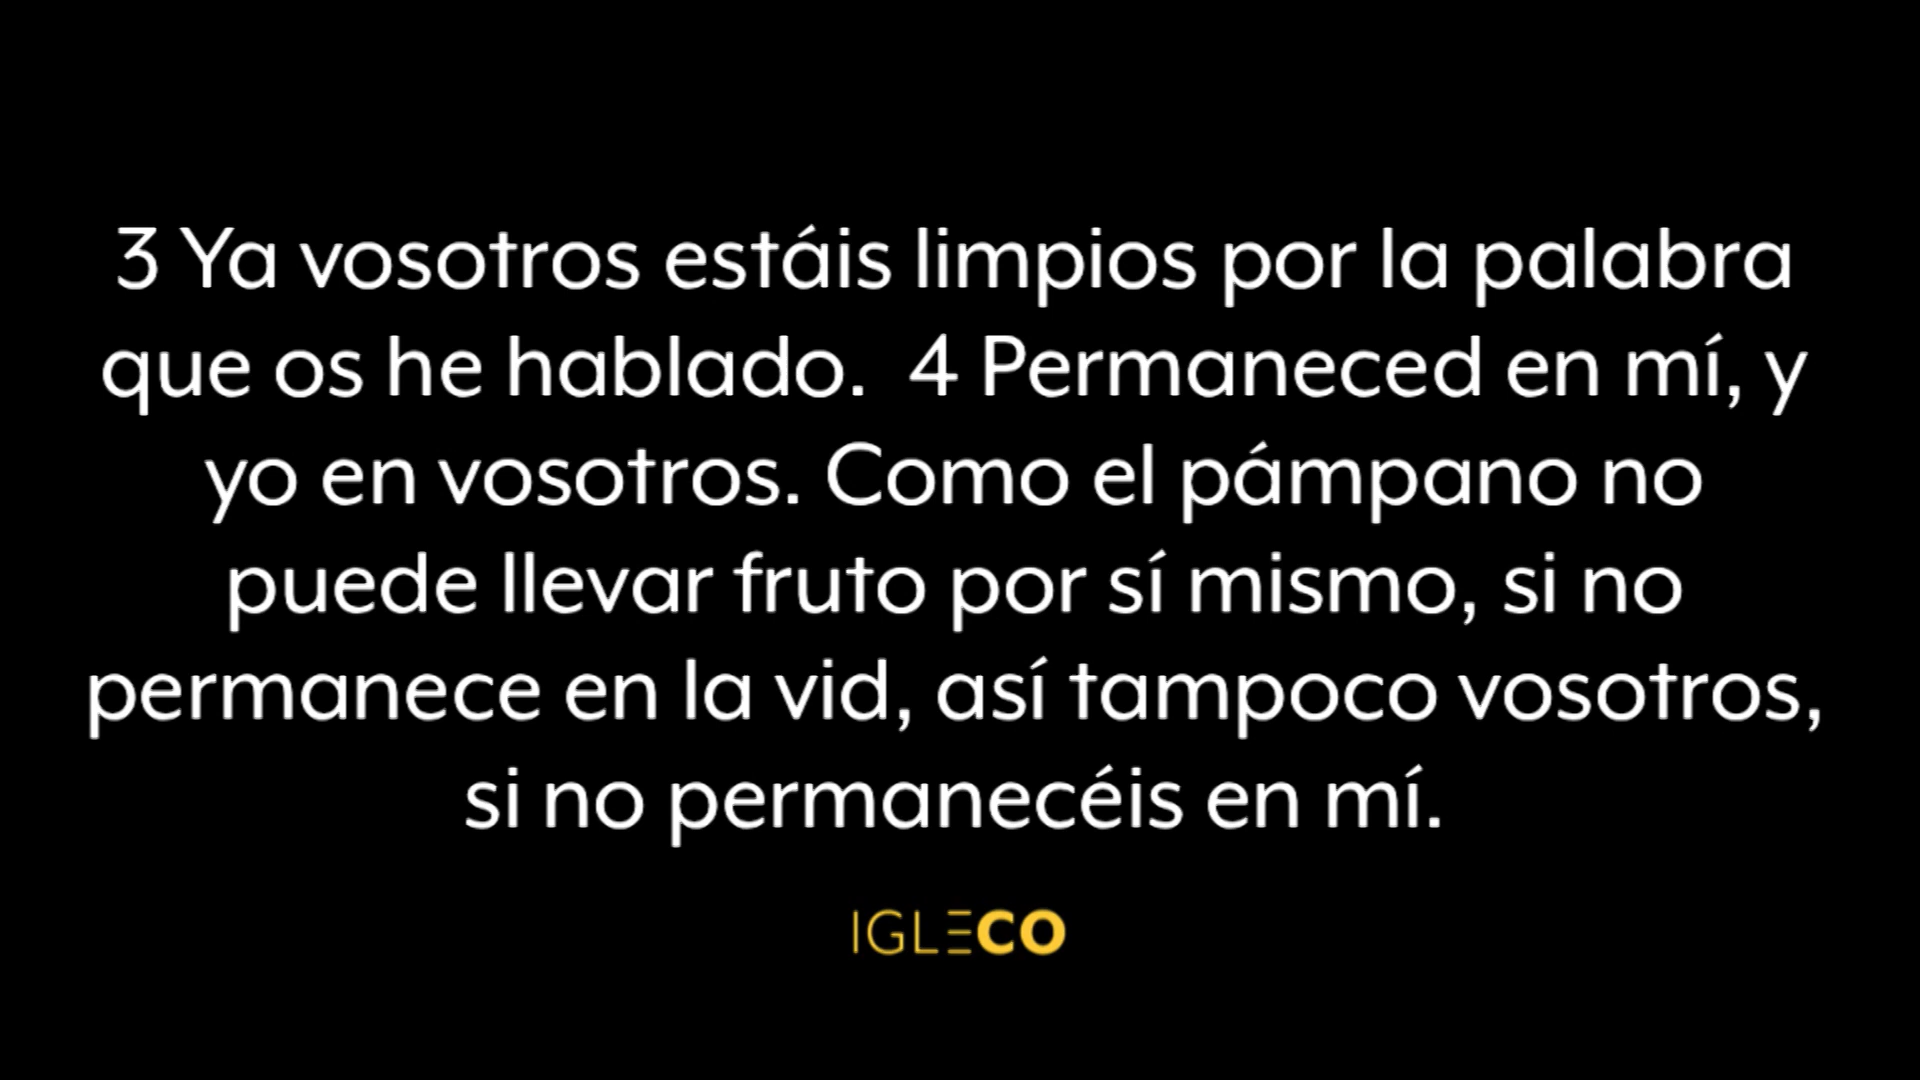 3 Ya vosotros estáis limpios por la palabra
que os he hablado.  4 Permaneced en mí, y
yo en vosotros. Como el pámpano no
puede llevar fruto por sí mismo, si no
permanece en la vid, así tampoco vosotros,
si no permanecéis en mí.
IGLECO